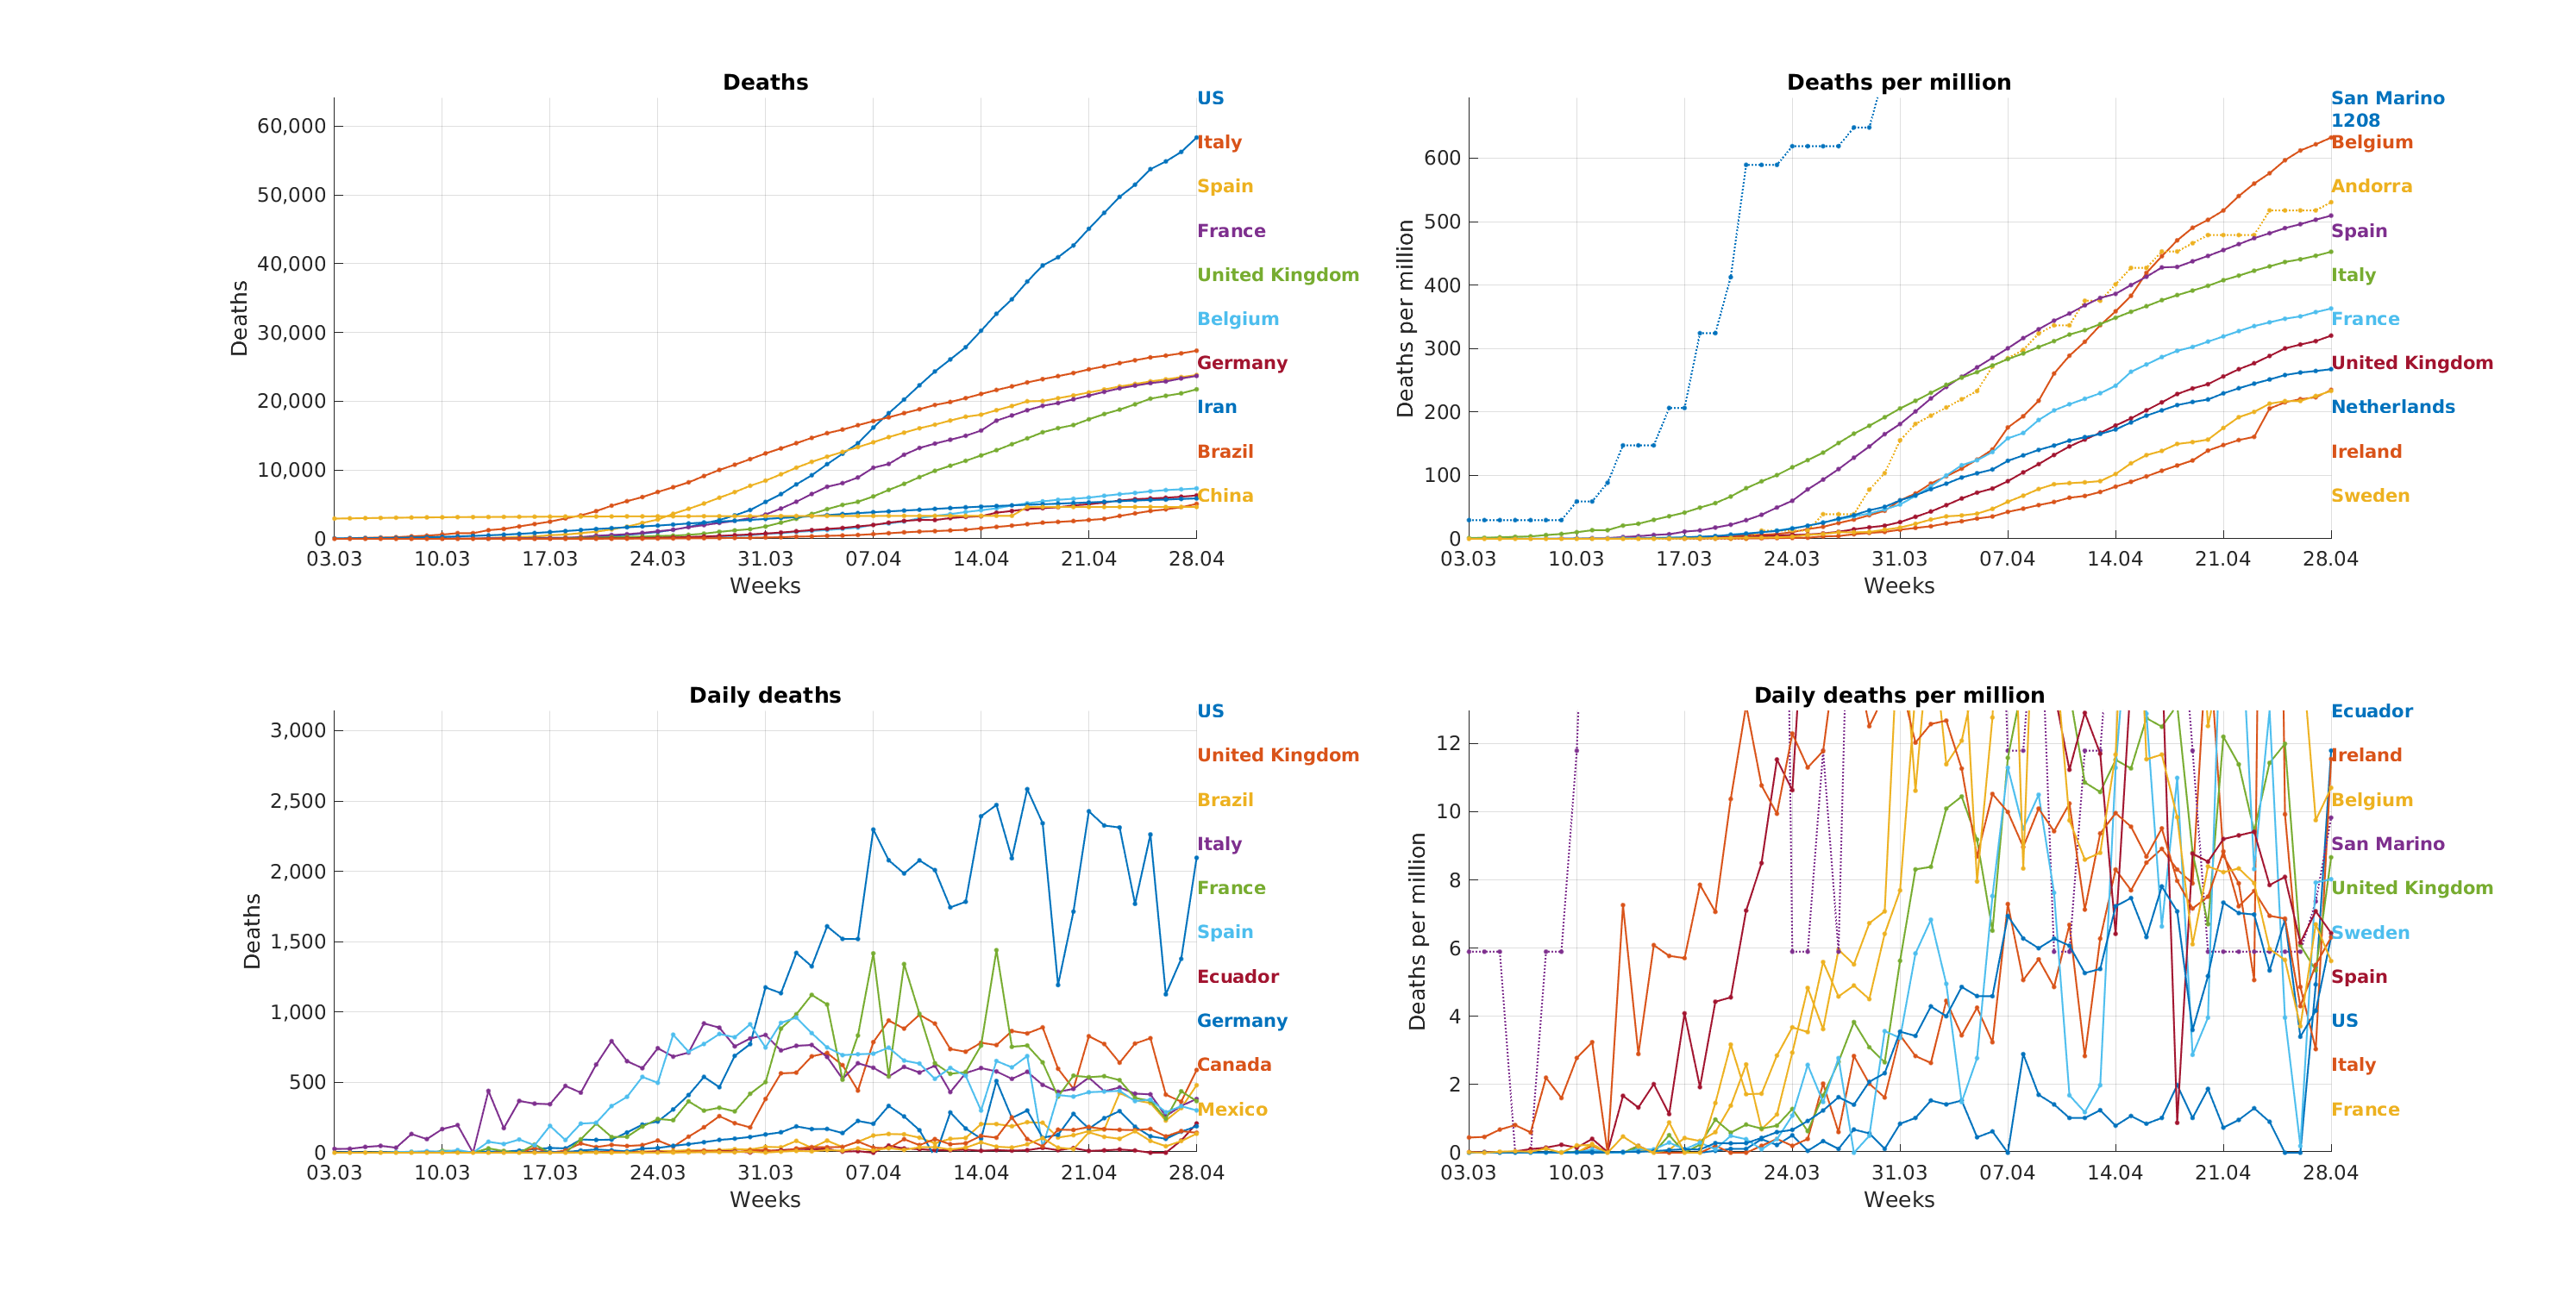 Deaths
60,000
50,000
40,000
30,000
20,000
10,000
0
Deaths
03.03 10.03 17.03 24.03 31.03 07.04 14.04 21.04 28.04
Weeks
US
Italy
Spain
France
United Kingdom
Belgium
Germany
Iran
Brazil
China
Deaths per million
600
500
400
300
200
100
0
Deaths per million
03.03 10.03 17.03 24.03 31.03 07.04 14.04 21.04 28.04
Weeks
San Marino
1208
Belgium
Andorra
Spain
Italy
France
United Kingdom
Netherlands
Ireland
Sweden
Daily deaths
3,000
2,500
2,000
1,500
1,000
500
0
Deaths
03.03 10.03 17.03 24.03 31.03 07.04 14.04 21.04 28.04
Weeks
US
United Kingdom
Brazil
Italy
France
Spain
Ecuador
Germany
Canada
Mexico
Daily deaths per million
12
10
8
6
4
2
0
Deaths per million
03.03 10.03 17.03 24.03 31.03 07.04 14.04 21.04 28.04
Weeks
Ecuador
Ireland
Belgium
San Marino
United Kingdom
Sweden
Spain
US
Italy
France